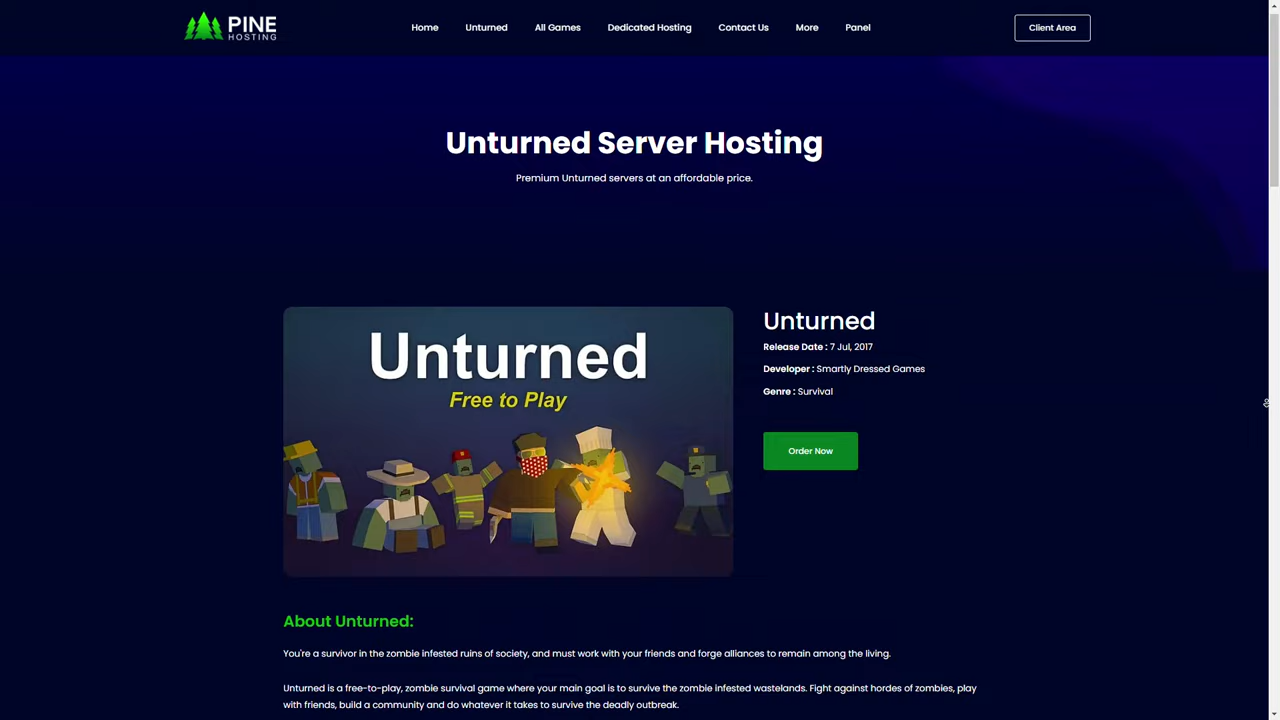 PINE
HOSTING
Home
Unturned
All Games
Dedicated Hosting
Contact Us
More
Panel
Client Area
Unturned Server Hosting
Premium Unturned servers at an affordable price.
Unturned
Free to Play
Unturned
Release Date : 7 Jul, 2017
Developer : Smartly Dressed Games
Genre : Survival
Order Now
About Unturned:
You're a survivor in the zombie infested ruins of society, and must work with your friends and forge alliances to remain among the living.
Unturned is a free-to-play, zombie survival game where your main goal is to survive the zombie infested wastelands. Fight against hordes of zombies, play
with friends, build a community and do whatever it takes to survive the deadly outbreak.